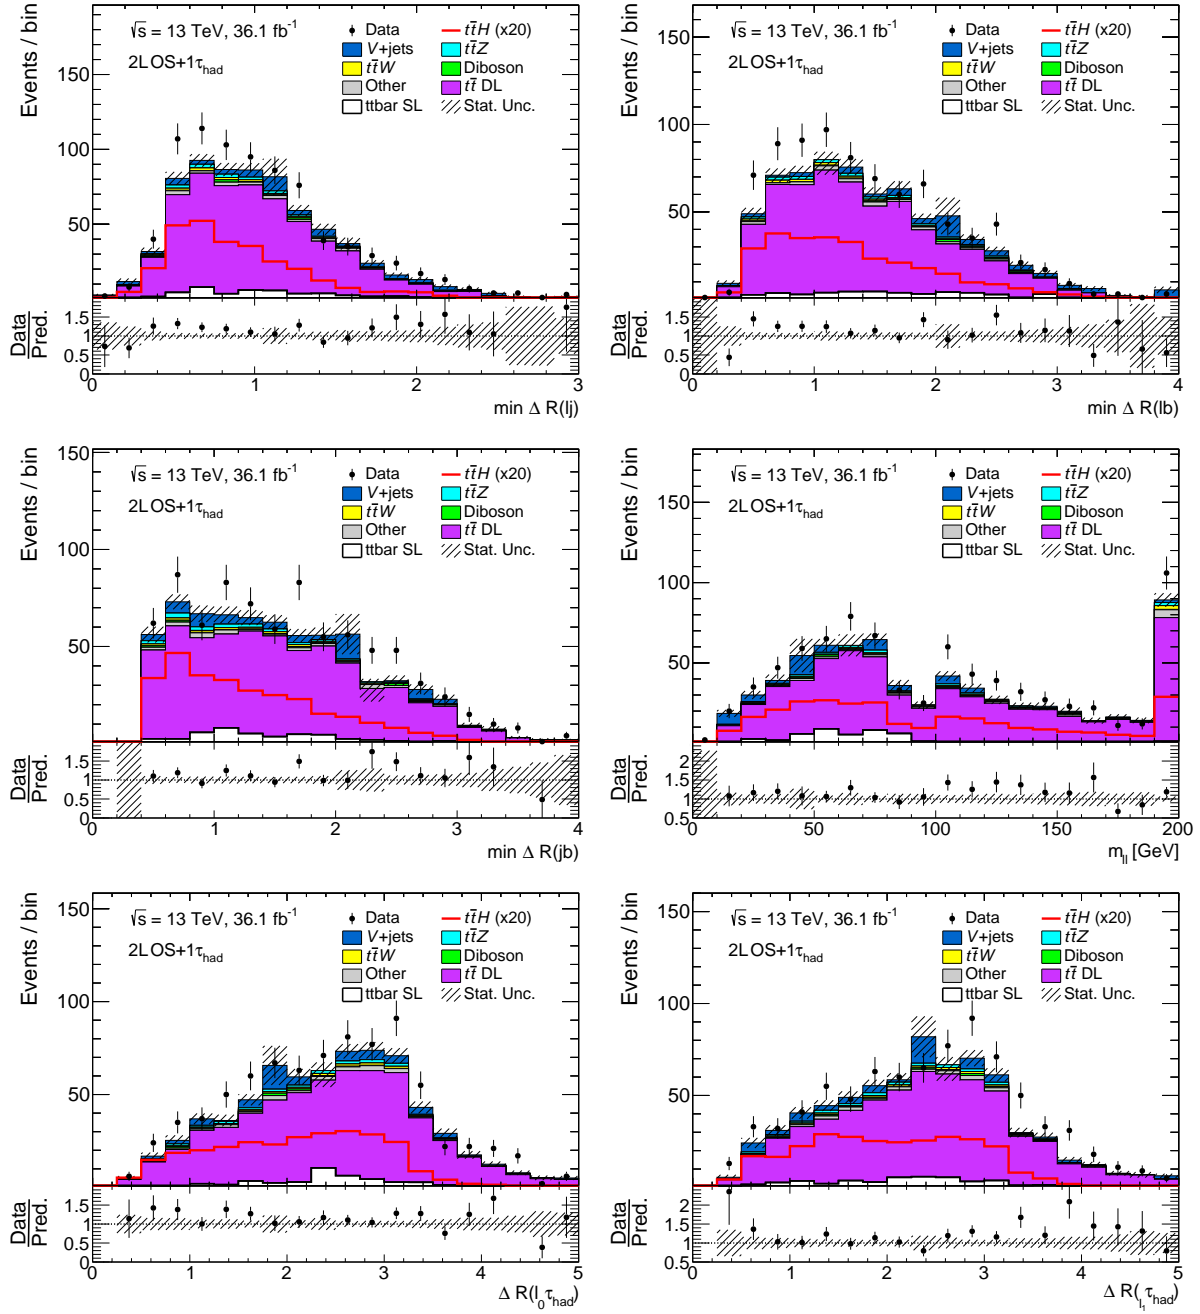 Events / bin
√s = 13 TeV, 36.1 fb⁻¹
2LOS+1τhad
Data
V+jets
tt̄W
Other
ttbar SL
tt̄H (x20)
tt̄Z
Diboson
tt̄ DL
Stat. Unc.
150
100
50
Data
Pred.
1.5
1
0.5
0
0 1 2 3
min Δ R(lj)
Events / bin
√s = 13 TeV, 36.1 fb⁻¹
2LOS+1τhad
Data
V+jets
tt̄W
Other
ttbar SL
tt̄H (x20)
tt̄Z
Diboson
tt̄ DL
Stat. Unc.
150
100
50
Data
Pred.
1.5
1
0.5
0
0 1 2 3 4
min Δ R(lb)
Events / bin
√s = 13 TeV, 36.1 fb⁻¹
2LOS+1τhad
Data
V+jets
tt̄W
Other
ttbar SL
tt̄H (x20)
tt̄Z
Diboson
tt̄ DL
Stat. Unc.
150
100
50
Data
Pred.
1.5
1
0.5
0
0 1 2 3 4
min Δ R(jb)
Events / bin
√s = 13 TeV, 36.1 fb⁻¹
2LOS+1τhad
Data
V+jets
tt̄W
Other
ttbar SL
tt̄H (x20)
tt̄Z
Diboson
tt̄ DL
Stat. Unc.
150
100
50
Data
Pred.
2
1.5
1
0.5
0 50 100 150 200
m_ll [GeV]
Events / bin
√s = 13 TeV, 36.1 fb⁻¹
2LOS+1τhad
Data
V+jets
tt̄W
Other
ttbar SL
tt̄H (x20)
tt̄Z
Diboson
tt̄ DL
Stat. Unc.
150
100
50
Data
Pred.
1.5
1
0.5
0
0 1 2 3 4 5
Δ R(l₀τhad)
Events / bin
√s = 13 TeV, 36.1 fb⁻¹
2LOS+1τhad
Data
V+jets
tt̄W
Other
ttbar SL
tt̄H (x20)
tt̄Z
Diboson
tt̄ DL
Stat. Unc.
150
100
50
Data
Pred.
2
1.5
1
0.5
0 1 2 3 4 5
Δ R(l₁τhad)